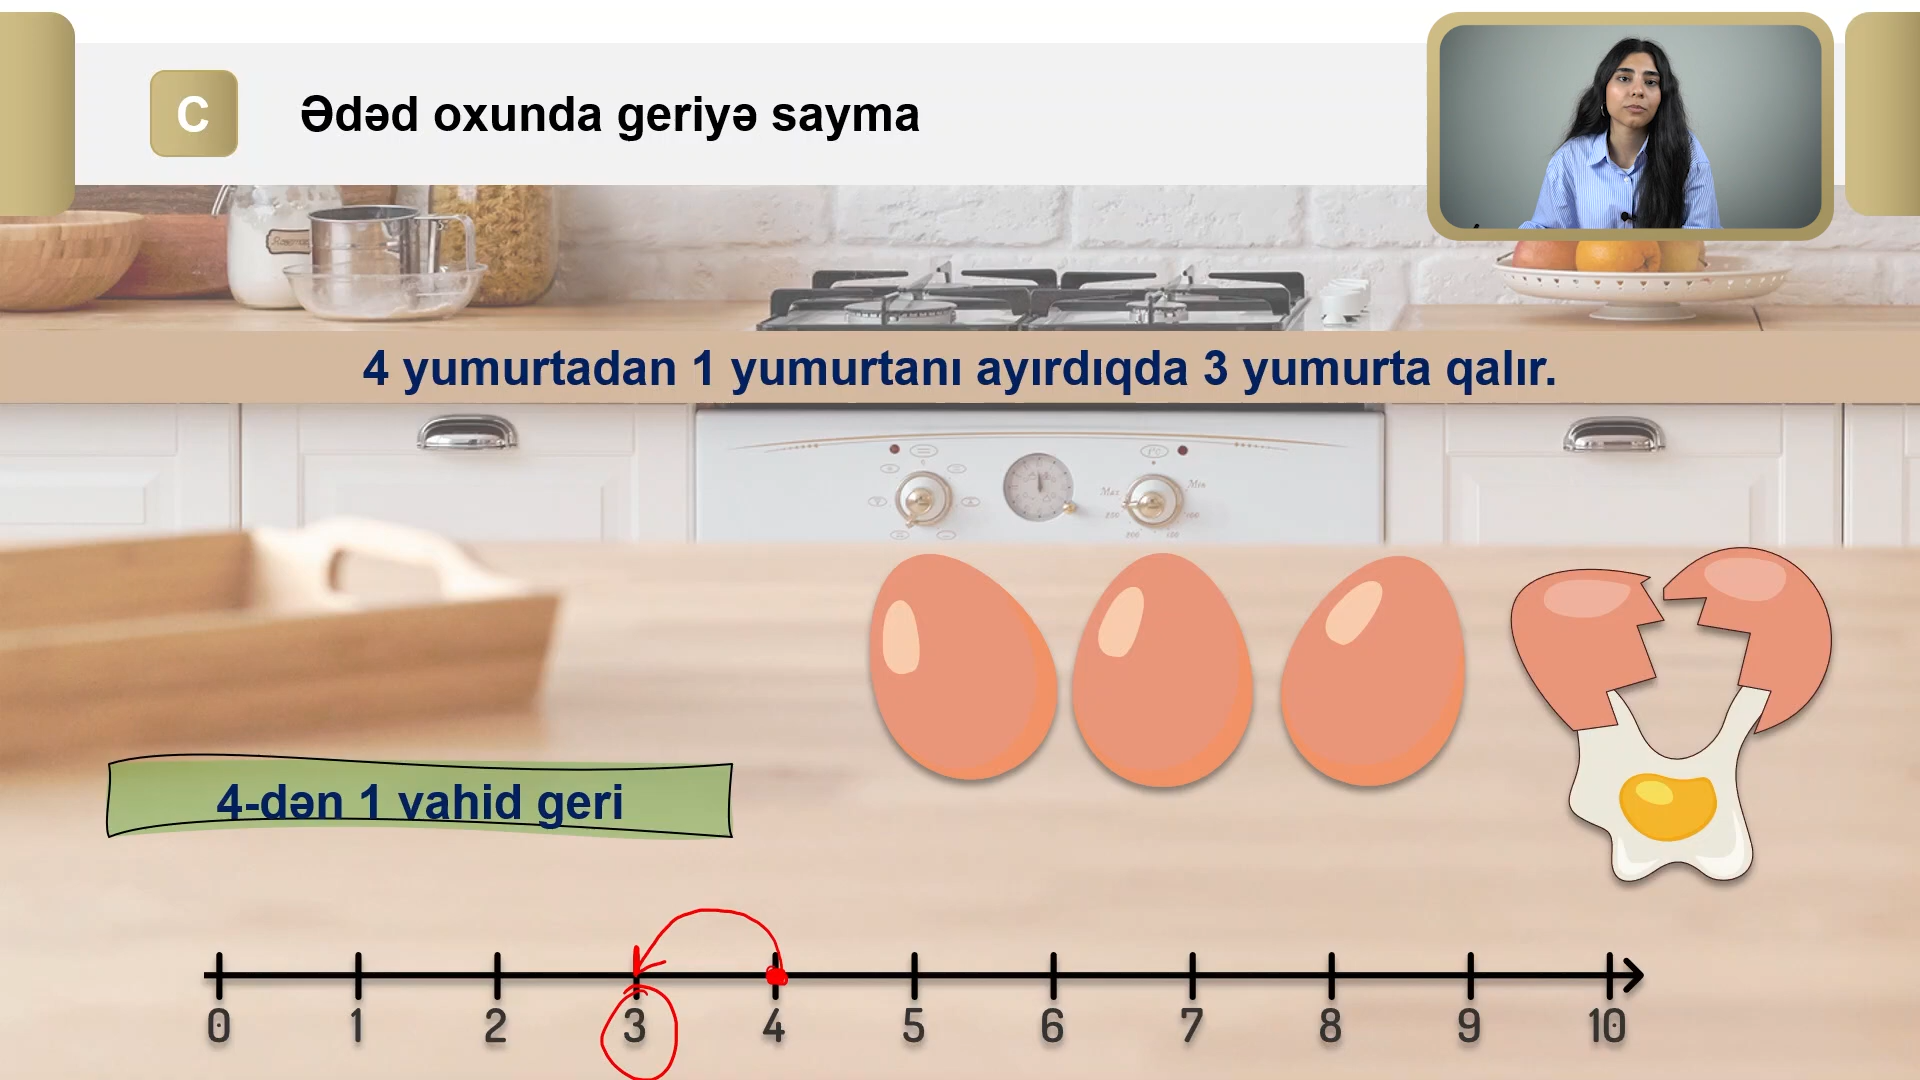 C
Ədəd oxunda geriyə sayma
4 yumurtadan 1 yumurtanı ayırdıqda 3 yumurta qalır.
4-dən 1 vahid geri
0 1 2 3 4 5 6 7 8 9 10